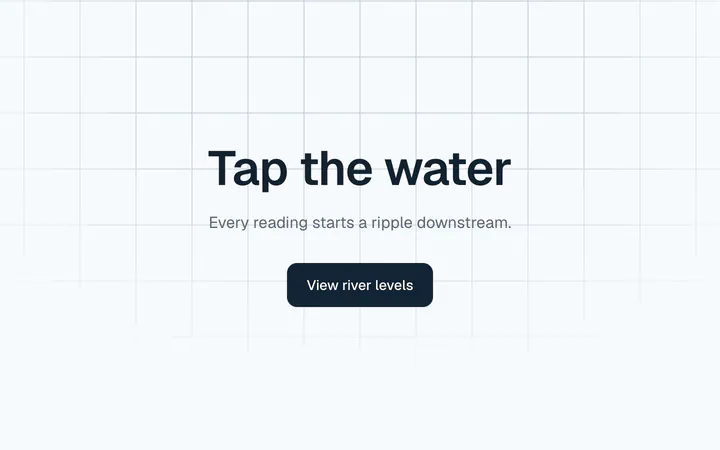 Tap the water
Every reading starts a ripple downstream.
View river levels